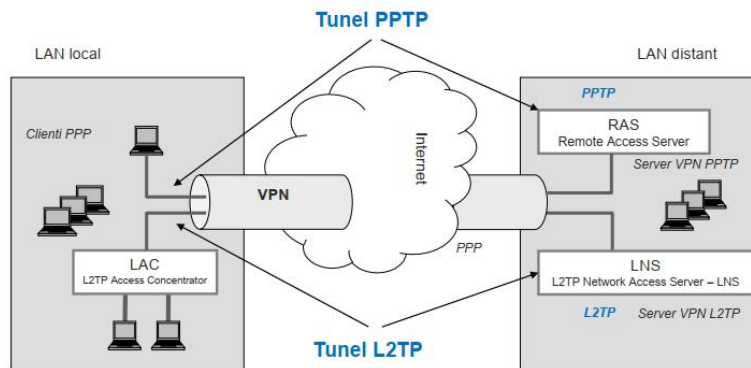 Tunel PPTP
LAN local
LAN distant
PPTP
RAS
Remote Access Server
Clienti PPP
Internet
Server VPN PPTP
VPN
PPP
LAC
L2TP Access Concentrator
LNS
L2TP Network Access Server – LNS
L2TP
Server VPN L2TP
Tunel L2TP